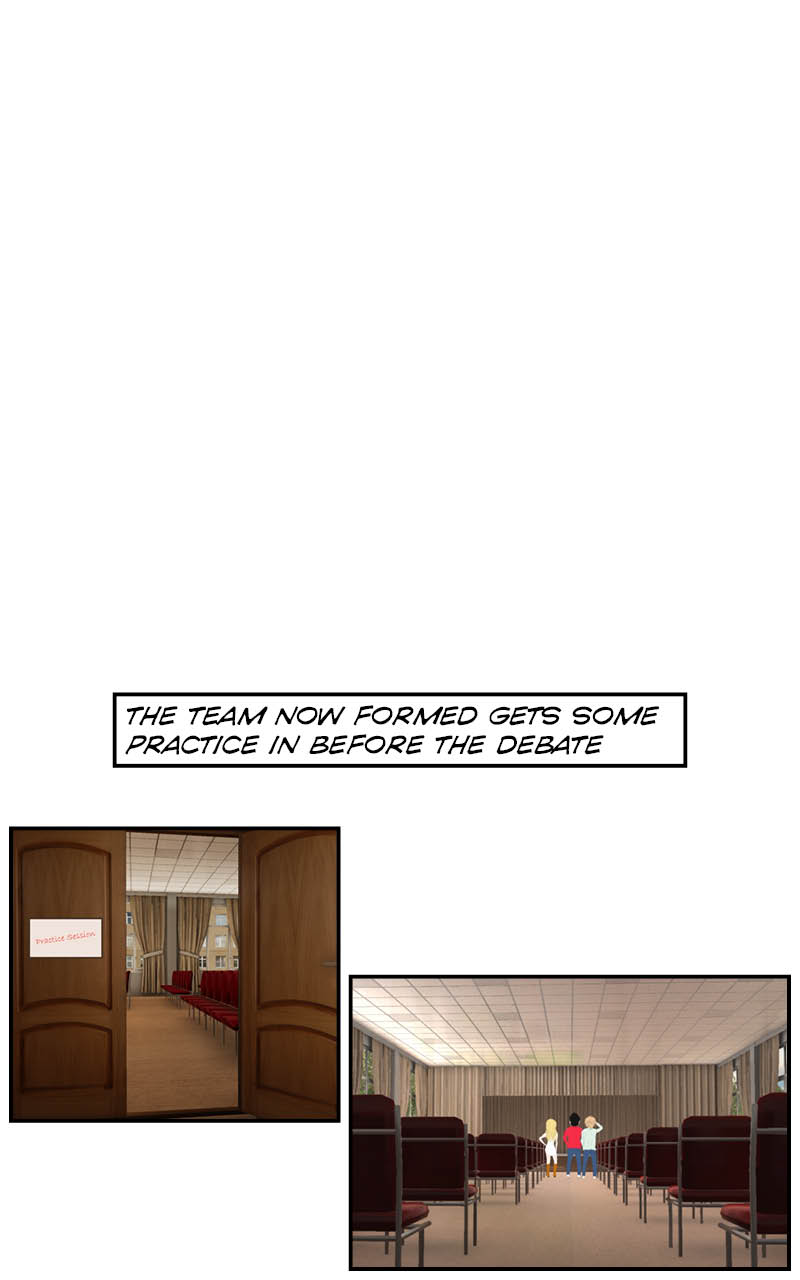 THE TEAM NOW FORMED GETS SOME
PRACTICE IN BEFORE THE DEBATE
Practice Session